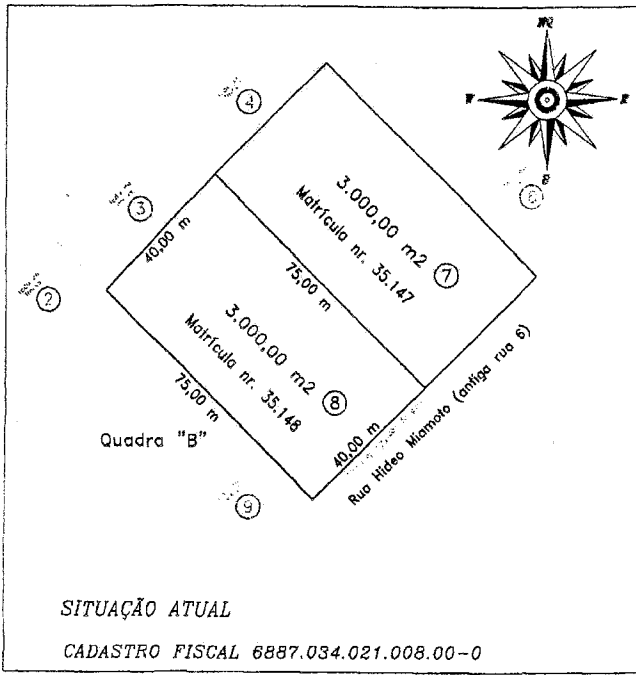 NQ
W
E
S
4
3
2
6
3.000,00 m2
Matrícula nr. 35.147
7
40,00 m
75,00 m
3.000,00 m2
Matrícula nr. 35.148
8
75,00 m
40,00 m
Rua Hideo Miamoto (antiga rua 6)
Quadra "B"
9
SITUAÇÃO ATUAL
CADASTRO FISCAL 6887.034.021.008.00-0